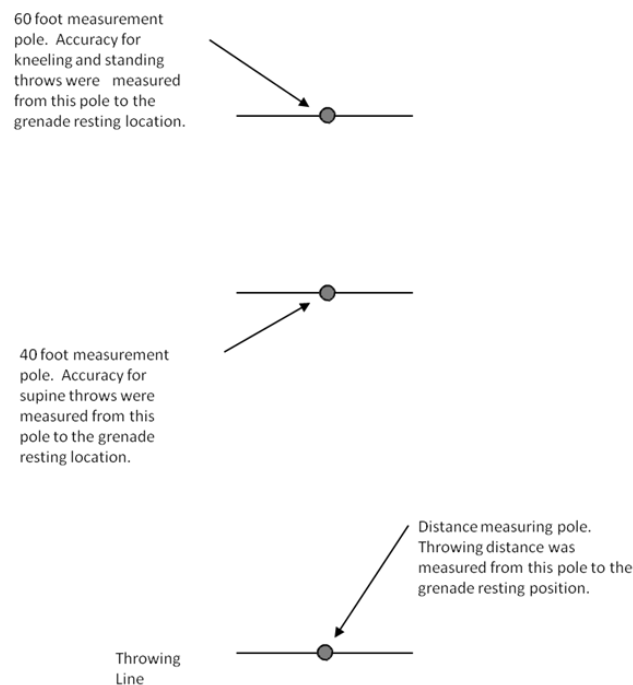 60 foot measurement
pole.  Accuracy for
kneeling and standing
throws were   measured
from this pole to the
grenade resting location.
40 foot measurement
pole.  Accuracy for
supine throws were
measured from this
pole to the grenade
resting location.
Distance measuring pole.
Throwing distance was
measured from this pole to the
grenade resting position.
Throwing
Line